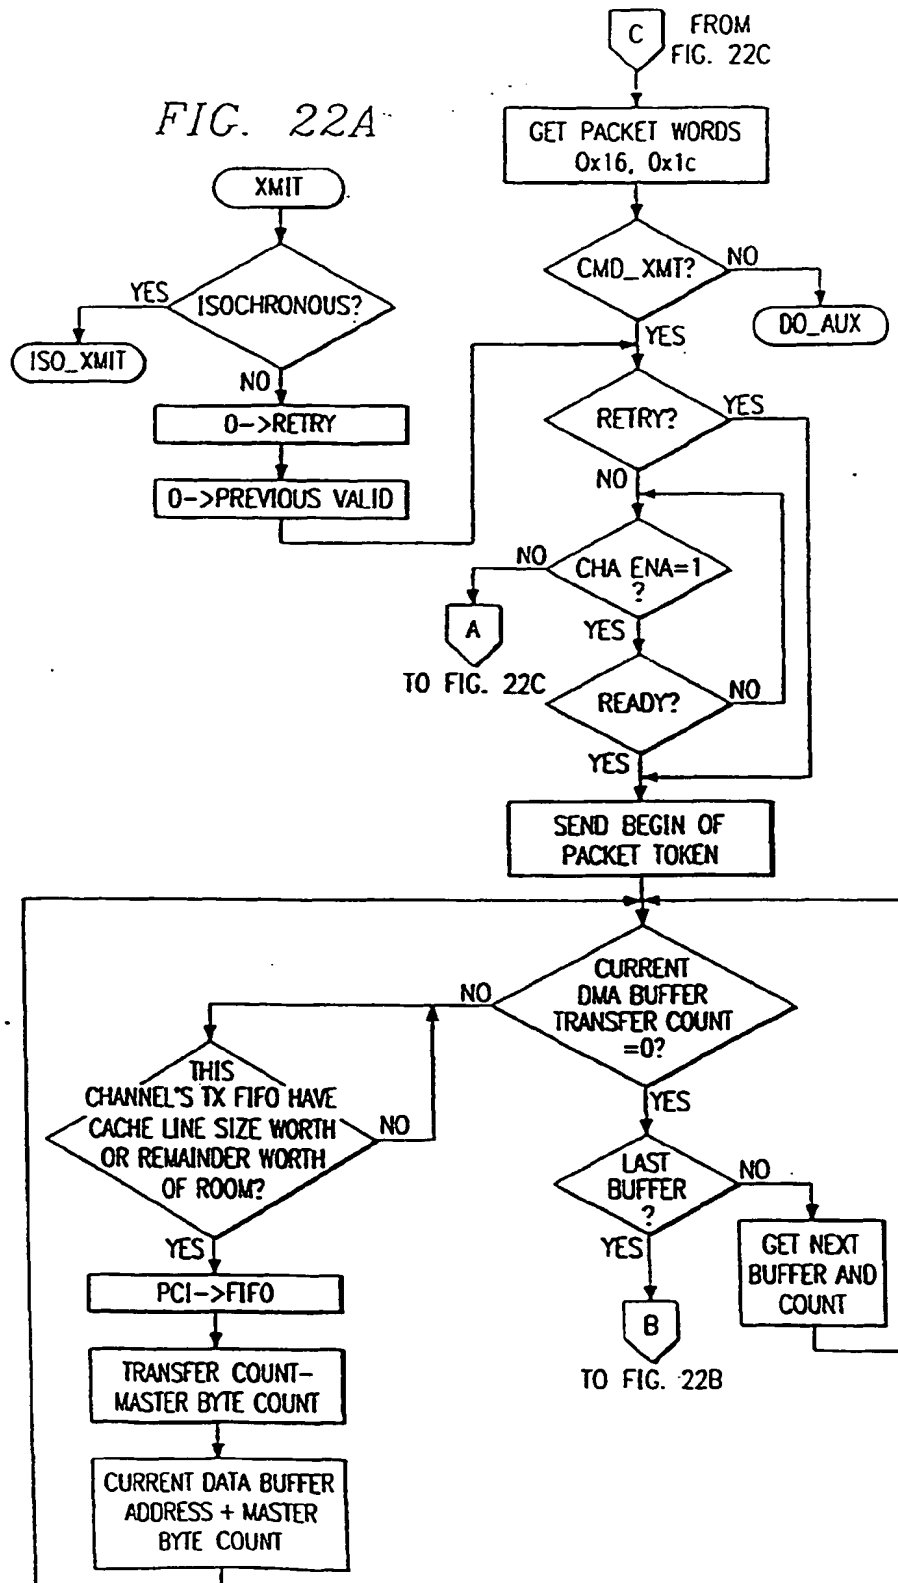 C
FROM
FIG. 22C
FIG. 22A
GET PACKET WORDS
0x16, 0x1c
XMIT
CMD_XMT?
NO
DO_AUX
YES
ISOCHRONOUS?
YES
ISO_XMIT
NO
0->RETRY
0->PREVIOUS VALID
RETRY?
YES
NO
CHA ENA=1
?
NO
A
TO FIG. 22C
YES
READY?
NO
YES
SEND BEGIN OF
PACKET TOKEN
CURRENT
DMA BUFFER
TRANSFER COUNT
=0?
NO
YES
THIS
CHANNEL'S TX FIFO HAVE
CACHE LINE SIZE WORTH
OR REMAINDER WORTH
OF ROOM?
NO
YES
LAST
BUFFER
?
NO
YES
GET NEXT
BUFFER AND
COUNT
B
TO FIG. 22B
PCI->FIFO
TRANSFER COUNT-
MASTER BYTE COUNT
CURRENT DATA BUFFER
ADDRESS + MASTER
BYTE COUNT